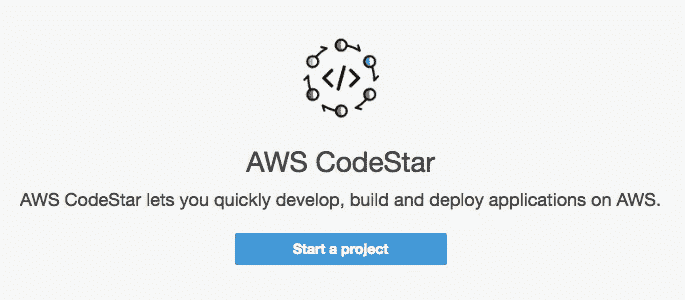 </>
AWS CodeStar
AWS CodeStar lets you quickly develop, build and deploy applications on AWS.
Start a project